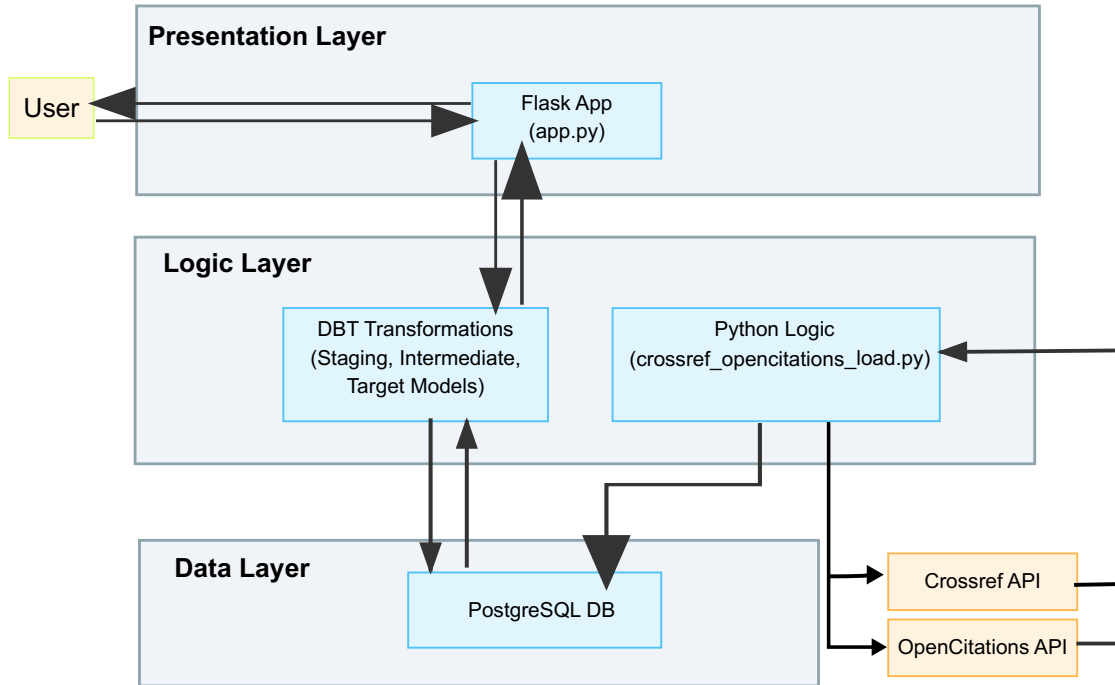 Presentation Layer
User
Flask App
(app.py)
Logic Layer
DBT Transformations
(Staging, Intermediate,
Target Models)
Python Logic
(crossref_opencitations_load.py)
Data Layer
PostgreSQL DB
Crossref API
OpenCitations API